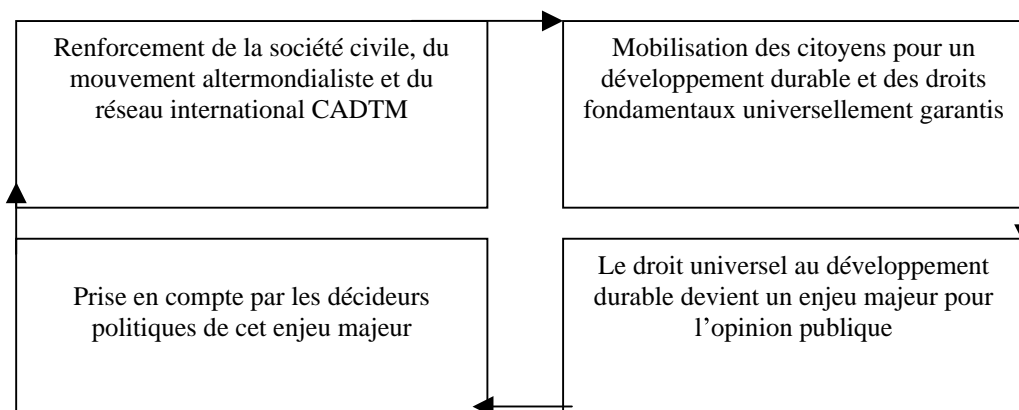 Renforcement de la société civile, du
mouvement altermondialiste et du
réseau international CADTM
Mobilisation des citoyens pour un
développement durable et des droits
fondamentaux universellement garantis
Prise en compte par les décideurs
politiques de cet enjeu majeur
Le droit universel au développement
durable devient un enjeu majeur pour
l’opinion publique